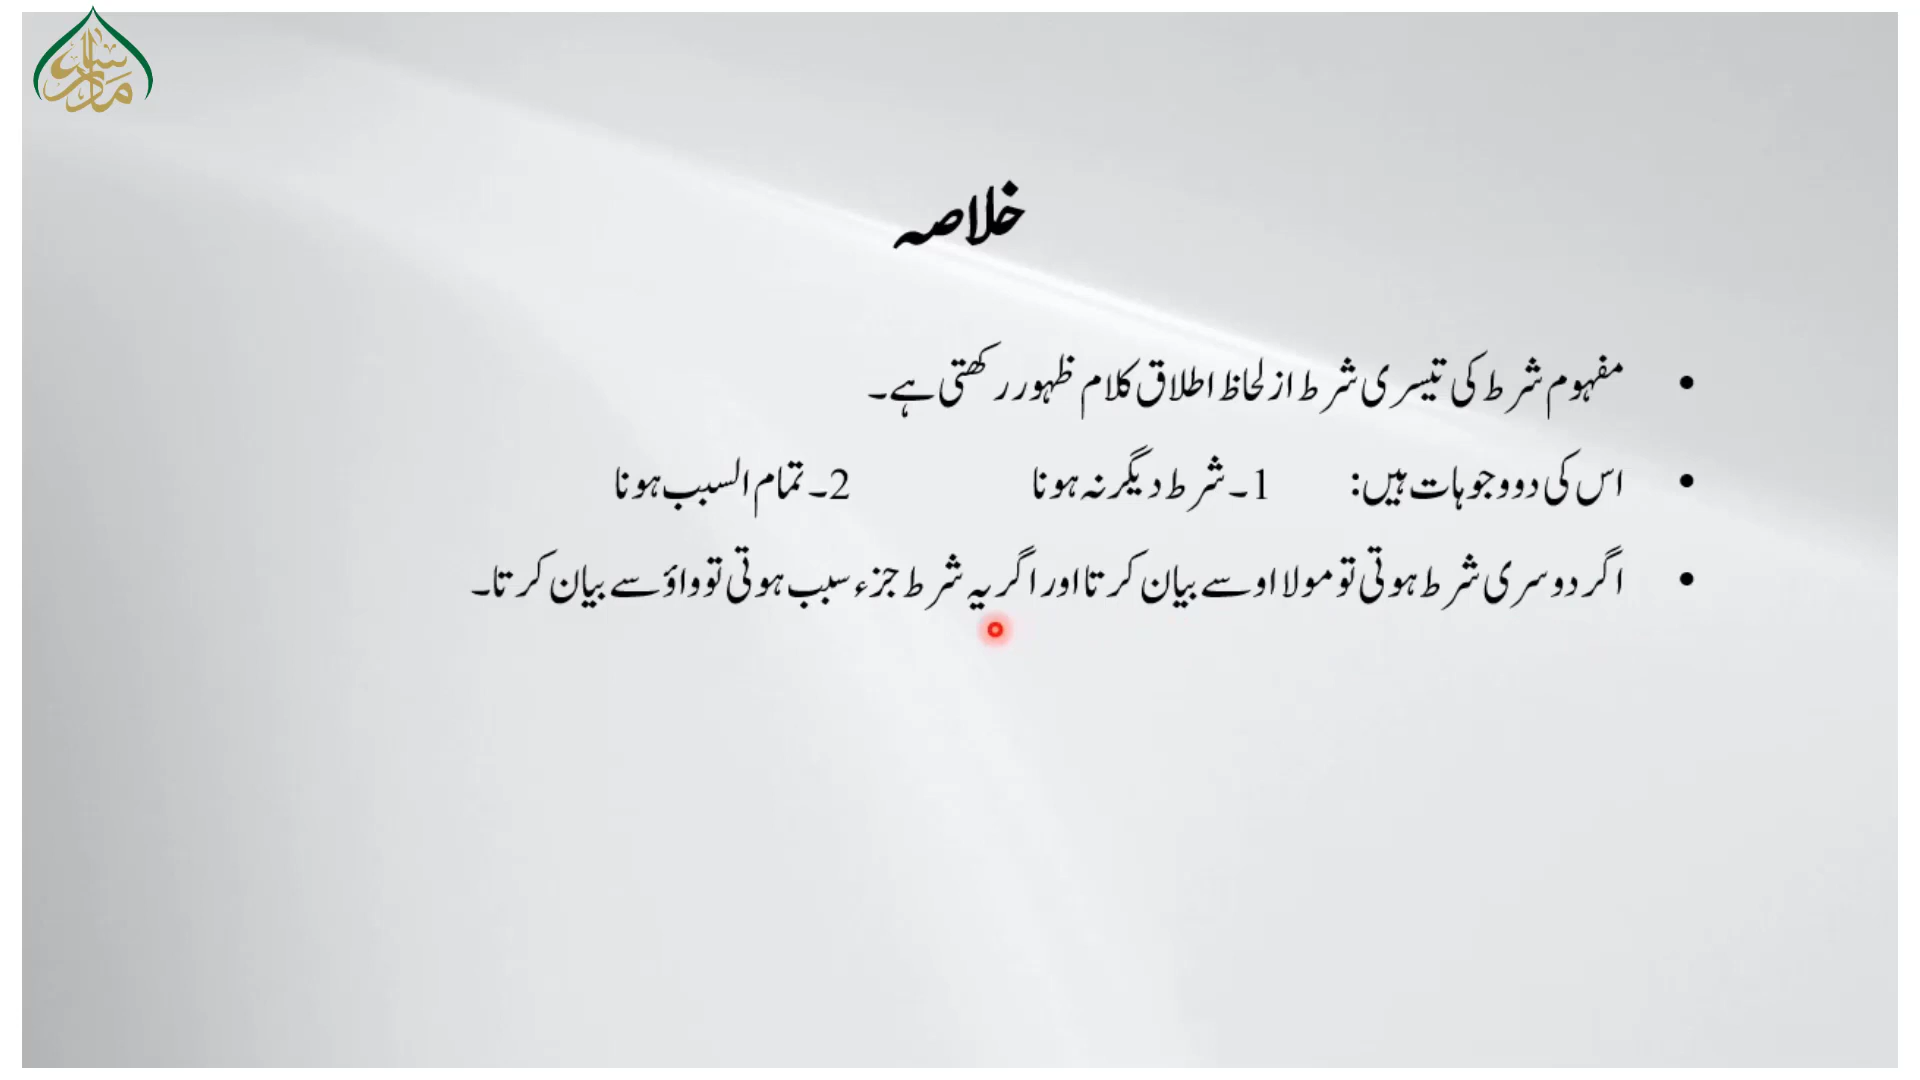 خلاصہ
مفہوم شرط کی تیسری شرط از لحاظ اطلاق کلام ظہور رکھتی ہے۔
اس کی دو وجوہات ہیں: 1۔ شرط دیگر نہ ہونا 2۔ تمام السبب ہونا
اگر دوسری شرط ہوتی تو مولا او سے بیان کرتا اور اگر یہ شرط جزء سبب ہوتی تو واؤ سے بیان کرتا۔